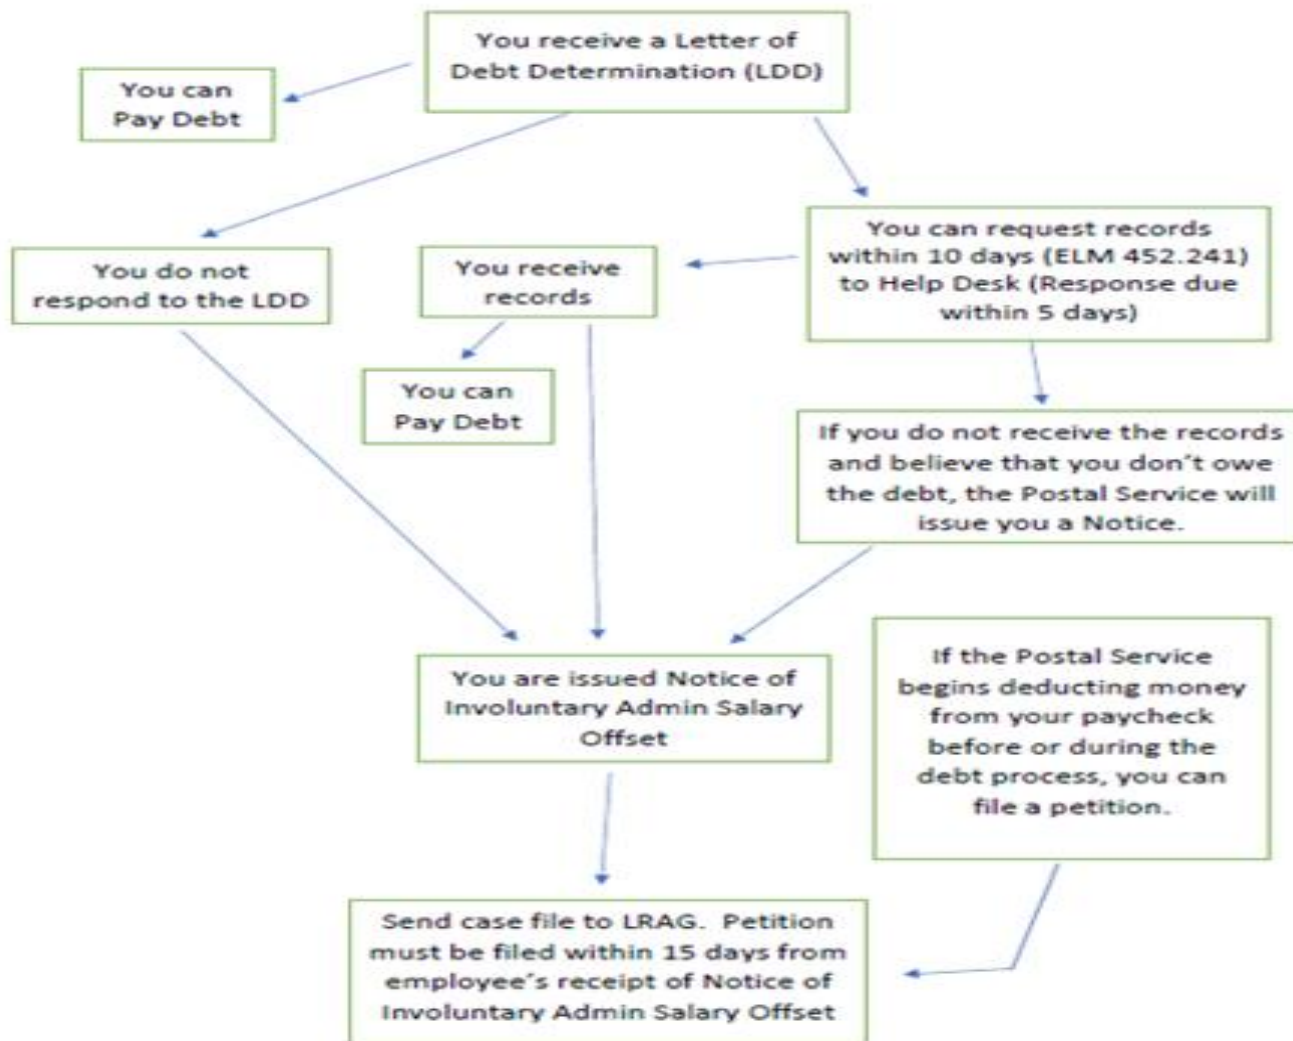 You receive a Letter of
Debt Determination (LDD)
You can
Pay Debt
You can request records
within 10 days (ELM 452.241)
to Help Desk (Response due
within 5 days)
You receive
records
You do not
respond to the LDD
You can
Pay Debt
If you do not receive the records
and believe that you don't owe
the debt, the Postal Service will
issue you a Notice.
You are issued Notice of
Involuntary Admin Salary
Offset
If the Postal Service
begins deducting money
from your paycheck
before or during the
debt process, you can
file a petition.
Send case file to LRAG. Petition
must be filed within 15 days from
employee's receipt of Notice of
Involuntary Admin Salary Offset